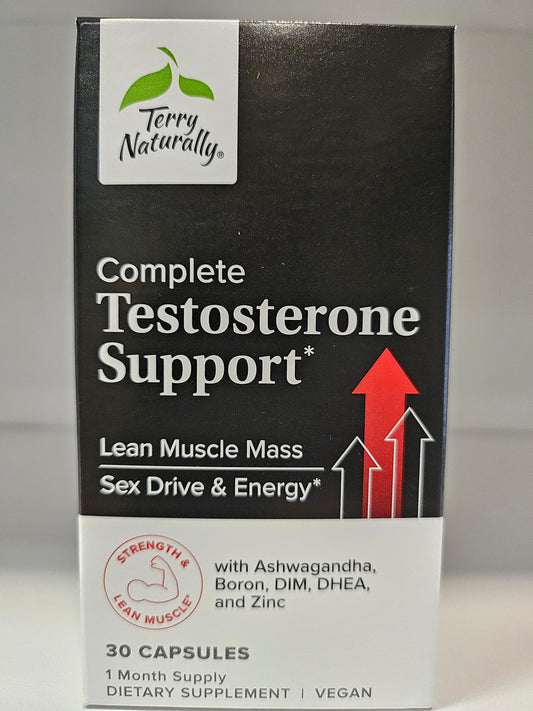 Terry
Naturally®
Complete
Testosterone
Support*
Lean Muscle Mass
Sex Drive & Energy*
STRENGTH &
LEAN MUSCLE*
with Ashwagandha,
Boron, DIM, DHEA,
and Zinc
30 CAPSULES
1 Month Supply
DIETARY SUPPLEMENT | VEGAN